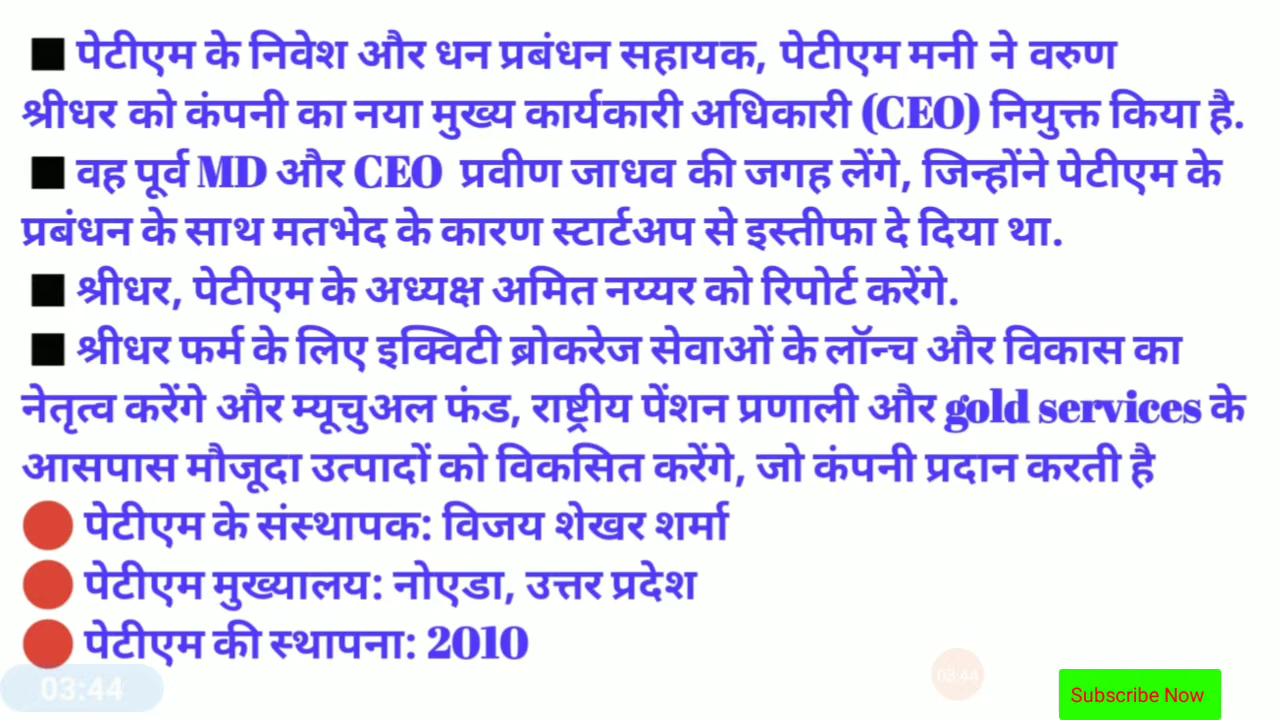 पेटीएम के निवेश और धन प्रबंधन सहायक, पेटीएम मनी ने वरुण
श्रीधर को कंपनी का नया मुख्य कार्यकारी अधिकारी (CEO) नियुक्त किया है.
वह पूर्व MD और CEO प्रवीण जाधव की जगह लेंगे, जिन्होंने पेटीएम के
प्रबंधन के साथ मतभेद के कारण स्टार्टअप से इस्तीफा दे दिया था.
श्रीधर, पेटीएम के अध्यक्ष अमित नय्यर को रिपोर्ट करेंगे.
श्रीधर फर्म के लिए इक्विटी ब्रोकरेज सेवाओं के लॉन्च और विकास का
नेतृत्व करेंगे और म्यूचुअल फंड, राष्ट्रीय पेंशन प्रणाली और gold services के
आसपास मौजूदा उत्पादों को विकसित करेंगे, जो कंपनी प्रदान करती है
पेटीएम के संस्थापक: विजय शेखर शर्मा
पेटीएम मुख्यालय: नोएडा, उत्तर प्रदेश
पेटीएम की स्थापना: 2010
03:44
03:44
Subscribe Now